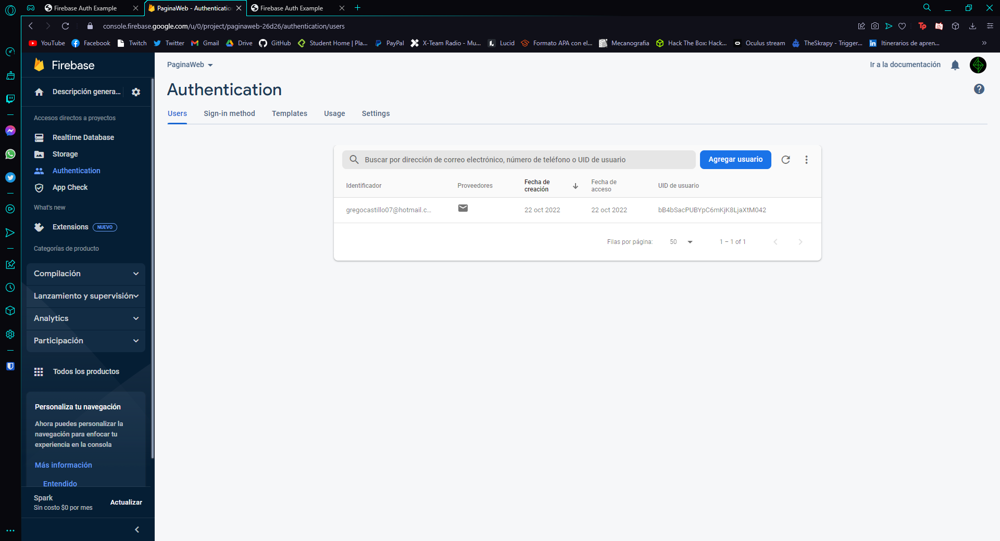 Firebase Auth Example
PaginaWeb - Authenticatio
Firebase Auth Example
console.firebase.google.com/u/0/project/paginaweb-26d26/authentication/users
YouTube
Facebook
Twitch
Twitter
Gmail
Drive
GitHub
Student Home | Pla...
PayPal
X-Team Radio - Mu...
Lucid
Formato APA con el...
Mecanografia
Hack The Box: Hack...
Oculus stream
TheSkrapy - Trigger...
Itinerarios de apren...
Firebase
PaginaWeb
Ir a la documentación
Descripción genera...
Authentication
Users
Sign-in method
Templates
Usage
Settings
Accesos directos a proyectos
Realtime Database
Storage
Authentication
App Check
What's new
Extensions
NUEVO
Categorías de producto
Compilación
Lanzamiento y supervisión
Analytics
Participación
Todos los productos
Personaliza tu navegación
Ahora puedes personalizar la
navegación para enfocar tu
experiencia en la consola
Más información
Entendido
Spark
Sin costo $0 por mes
Actualizar
Buscar por dirección de correo electrónico, número de teléfono o UID de usuario
Agregar usuario
Identificador
Proveedores
Fecha de
creación
Fecha de
acceso
UID de usuario
gregocastillo07@hotmail.c...
22 oct 2022
22 oct 2022
bB4bSacPUBYpC6mKjK8LjaXtM042
Filas por página:
50
1 – 1 of 1